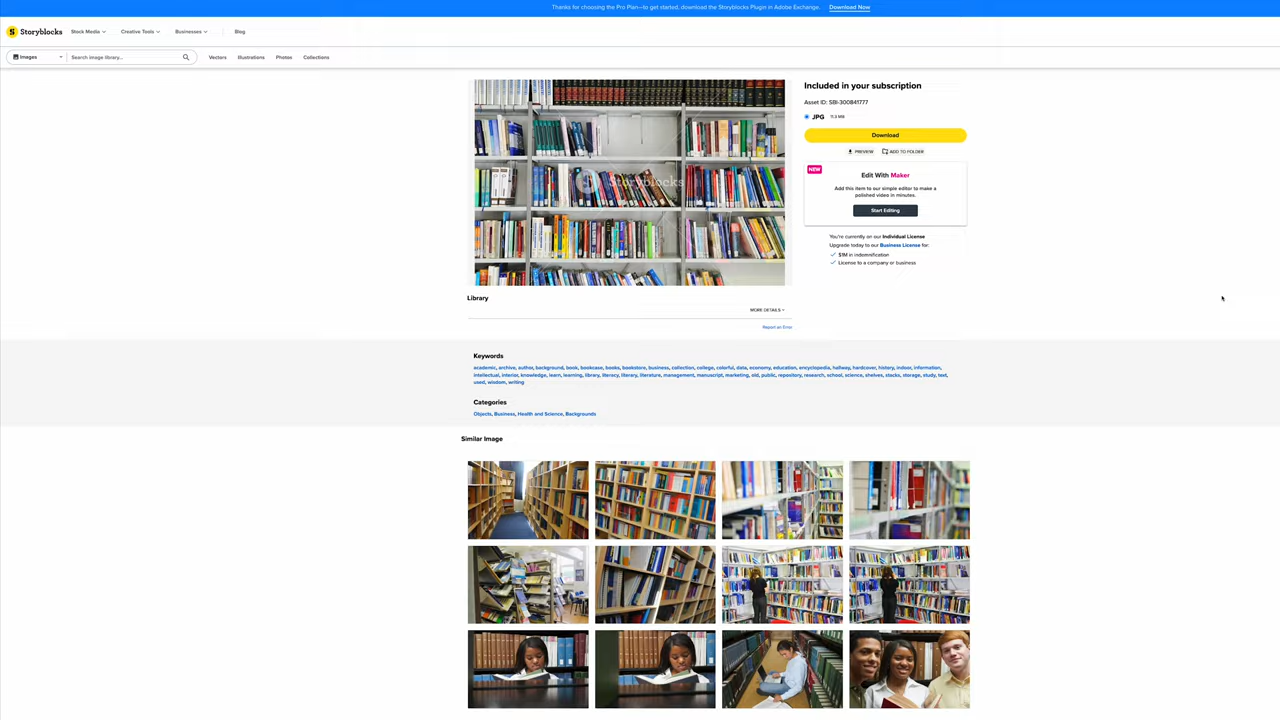 Thanks for choosing the Pro Plan—to get started, download the Storyblocks Plugin in Adobe Exchange. Download Now
Storyblocks Stock Media Creative Tools Businesses Blog
Images Search image library... Vectors Illustrations Photos Collections
Included in your subscription
Asset ID: SBI-300841777
JPG 11.3 MB
Download
PREVIEW ADD TO FOLDER
NEW
Edit With Maker
Add this item to our simple editor to make a
polished video in minutes.
Start Editing
You're currently on our Individual License
Upgrade today to our Business License for:
$1M in indemnification
License to a company or business
Storyblocks
Library
MORE DETAILS
Report an Error
Keywords
academic, archive, author, background, book, bookcase, books, bookstore, business, collection, college, colorful, data, economy, education, encyclopedia, hallway, hardcover, history, indoor, information,
intellectual, interior, knowledge, learn, learning, library, literacy, literary, literature, management, manuscript, marketing, old, public, repository, research, school, science, shelves, stacks, storage, study, text,
used, wisdom, writing
Categories
Objects, Business, Health and Science, Backgrounds
Similar Image